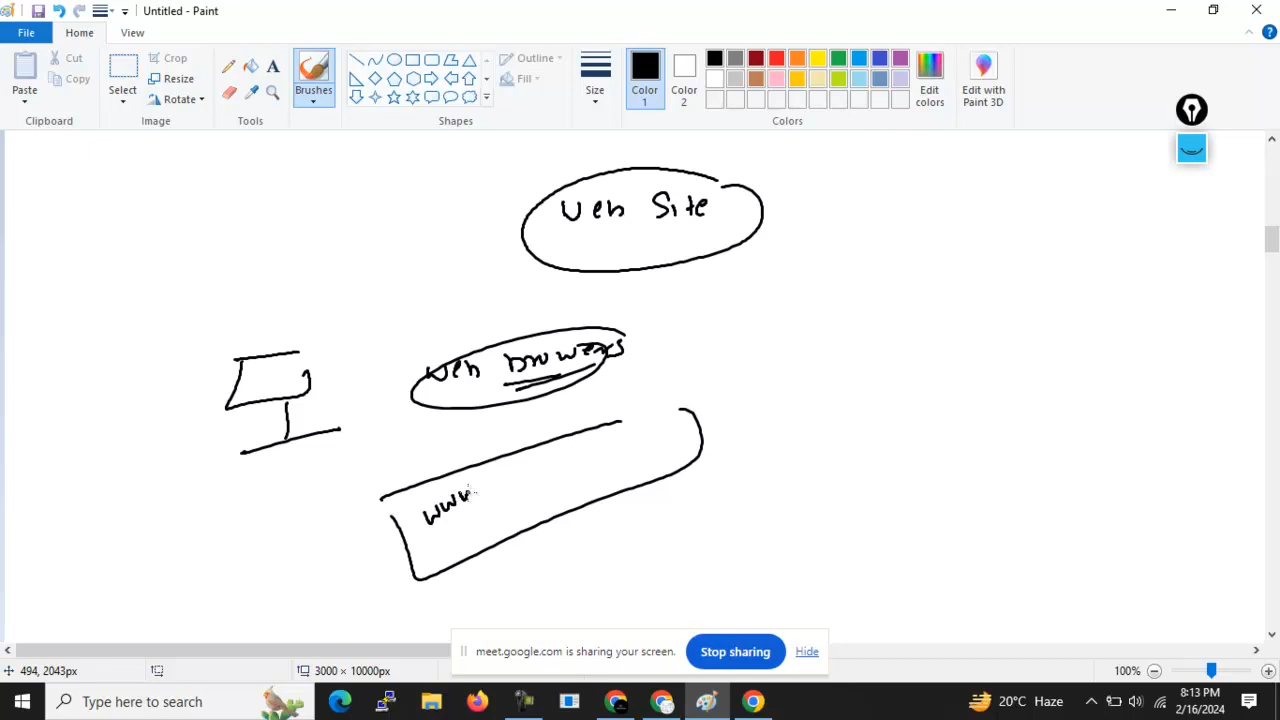 Untitled - Paint
File Home View
Paste Cut Copy Select Crop Resize Rotate A Brushes Outline Fill Size Color 1 Color 2 Edit colors Edit with Paint 3D
Clipboard Image Tools Shapes Colors
Web Site
Web browers
www
meet.google.com is sharing your screen. Stop sharing Hide
494, 2043px 3000 × 10000px 100%
Type here to search 20°C Haze 8:13 PM
2/16/2024